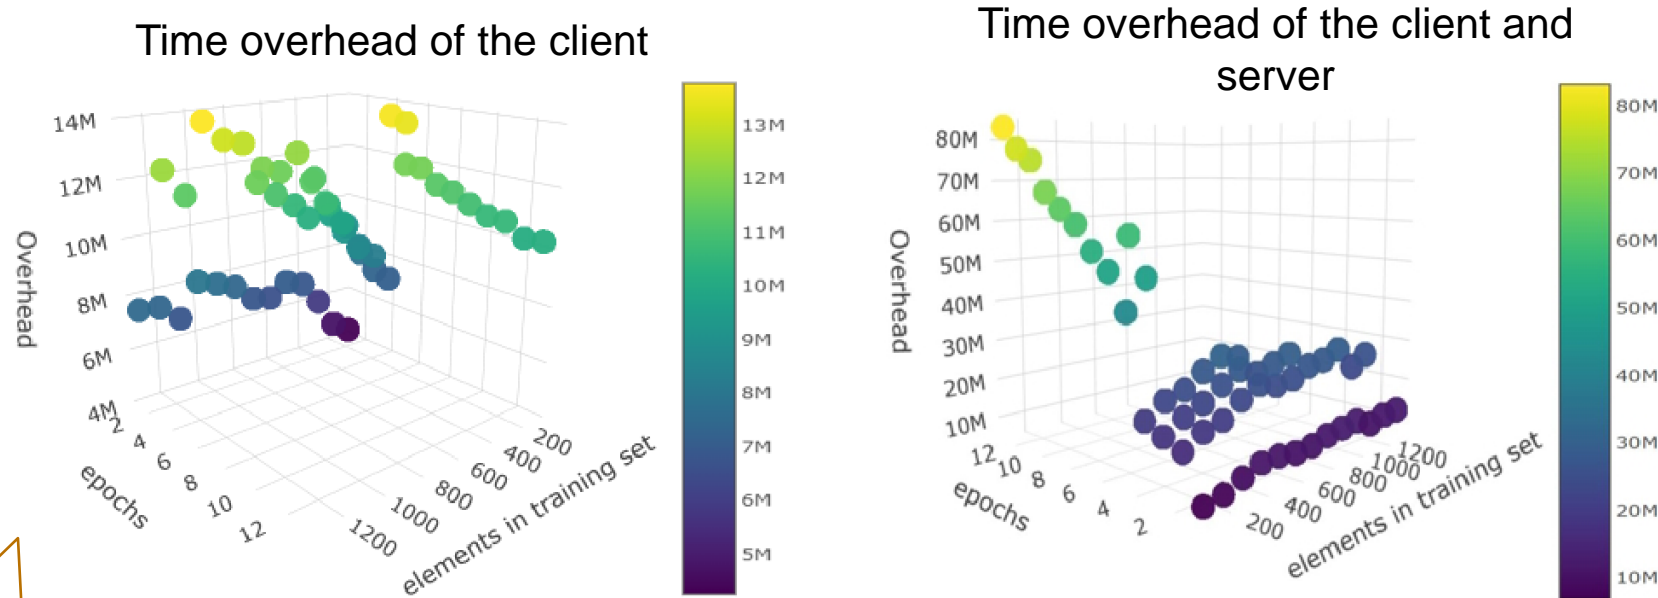 Time overhead of the client
14M
12M
10M
8M
6M
4M
Overhead
2
4
6
8
10
12
epochs
200
400
600
800
1000
1200
elements in training set
13M
12M
11M
10M
9M
8M
7M
6M
5M
Time overhead of the client and
server
80M
70M
60M
50M
40M
30M
20M
10M
Overhead
12
10
8
6
4
2
epochs
200
400
600
800
1000
1200
elements in training set
80M
70M
60M
50M
40M
30M
20M
10M